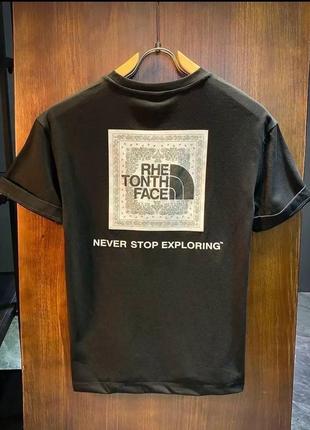 RHE
TONTH
FACE
NEVER STOP EXPLORING™